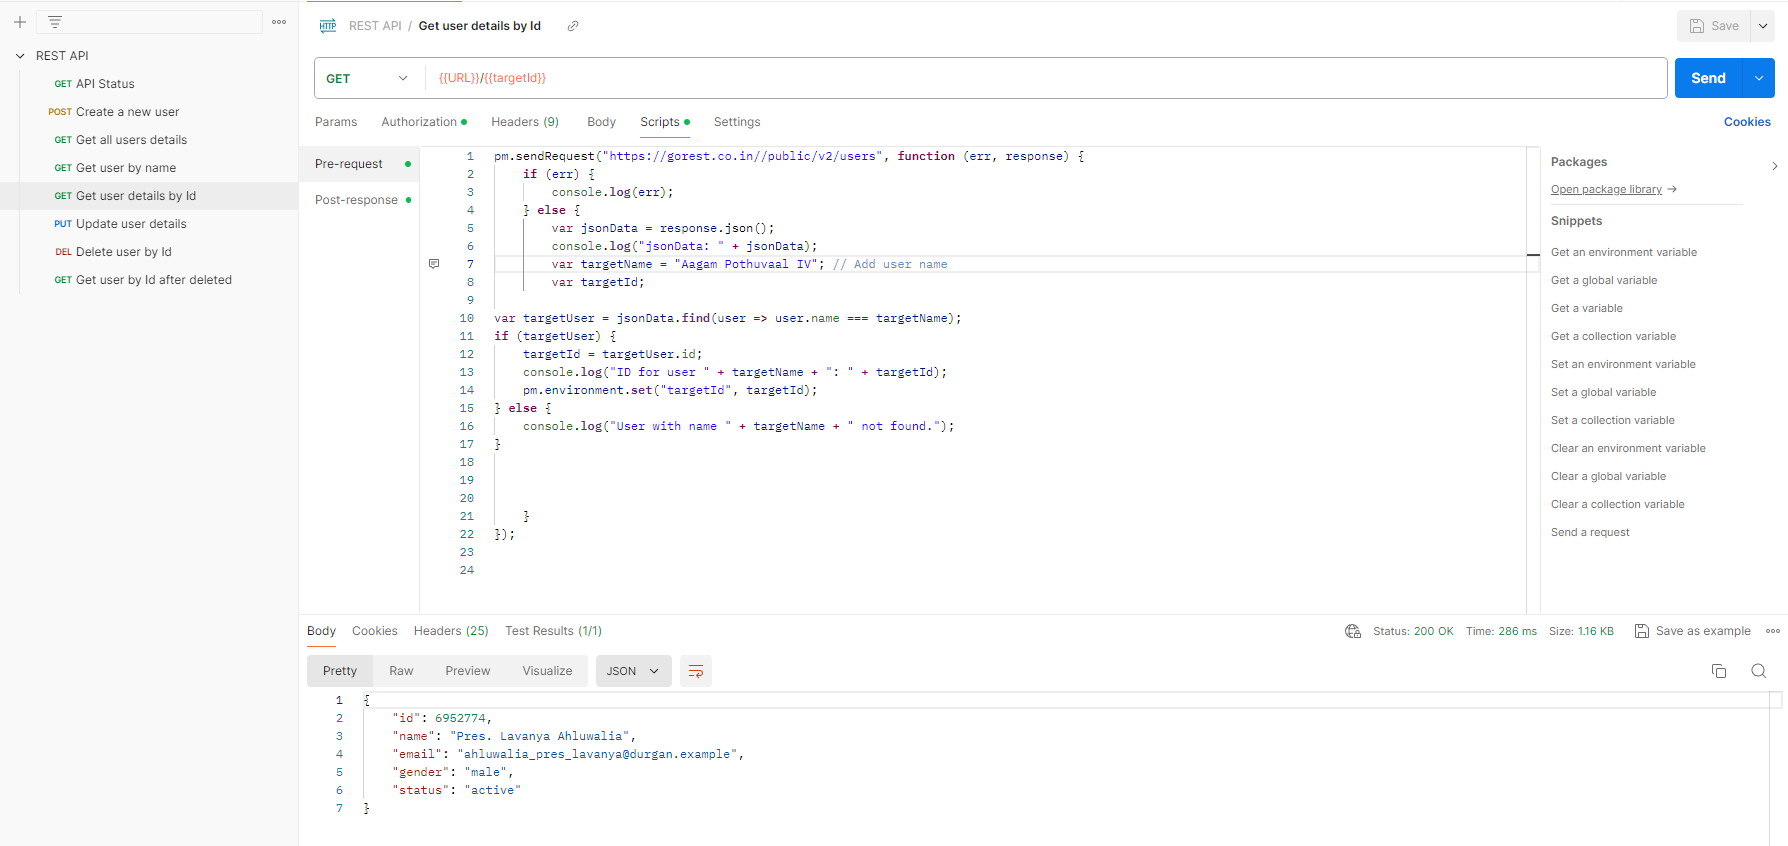 REST API
GET API Status
POST Create a new user
GET Get all users details
GET Get user by name
GET Get user details by Id
PUT Update user details
DEL Delete user by Id
GET Get user by Id after deleted
HTTP REST API / Get user details by Id
Save
GET {{URL}}/{{targetId}}
Send
Params Authorization Headers (9) Body Scripts Settings
Cookies
Pre-request
Post-response
1 pm.sendRequest("https://gorest.co.in//public/v2/users", function (err, response) {
2 if (err) {
3 console.log(err);
4 } else {
5 var jsonData = response.json();
6 console.log("jsonData: " + jsonData);
7 var targetName = "Aagam Pothuvaal IV"; // Add user name
8 var targetId;
9
10 var targetUser = jsonData.find(user => user.name === targetName);
11 if (targetUser) {
12 targetId = targetUser.id;
13 console.log("ID for user " + targetName + ": " + targetId);
14 pm.environment.set("targetId", targetId);
15 } else {
16 console.log("User with name " + targetName + " not found.");
17 }
18
19
20
21 }
22 });
23
24
Packages
Open package library →
Snippets
Get an environment variable
Get a global variable
Get a variable
Get a collection variable
Set an environment variable
Set a global variable
Set a collection variable
Clear an environment variable
Clear a global variable
Clear a collection variable
Send a request
Body Cookies Headers (25) Test Results (1/1)
Status: 200 OK Time: 286 ms Size: 1.16 KB Save as example
Pretty Raw Preview Visualize JSON
1 {
2 "id": 6952774,
3 "name": "Pres. Lavanya Ahluwalia",
4 "email": "ahluwalia_pres_lavanya@durgan.example",
5 "gender": "male",
6 "status": "active"
7 }